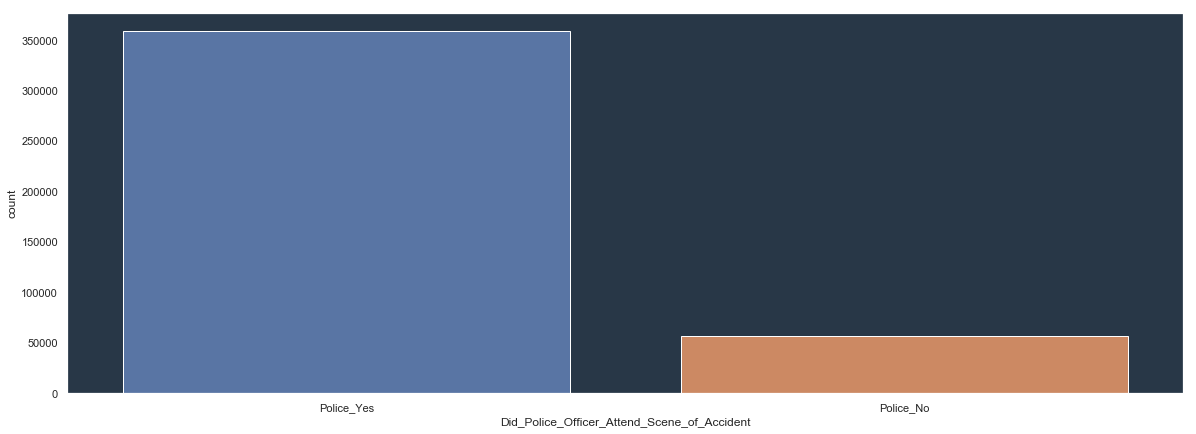 350000
300000
250000
200000
150000
100000
50000
0
count
Police_Yes
Police_No
Did_Police_Officer_Attend_Scene_of_Accident